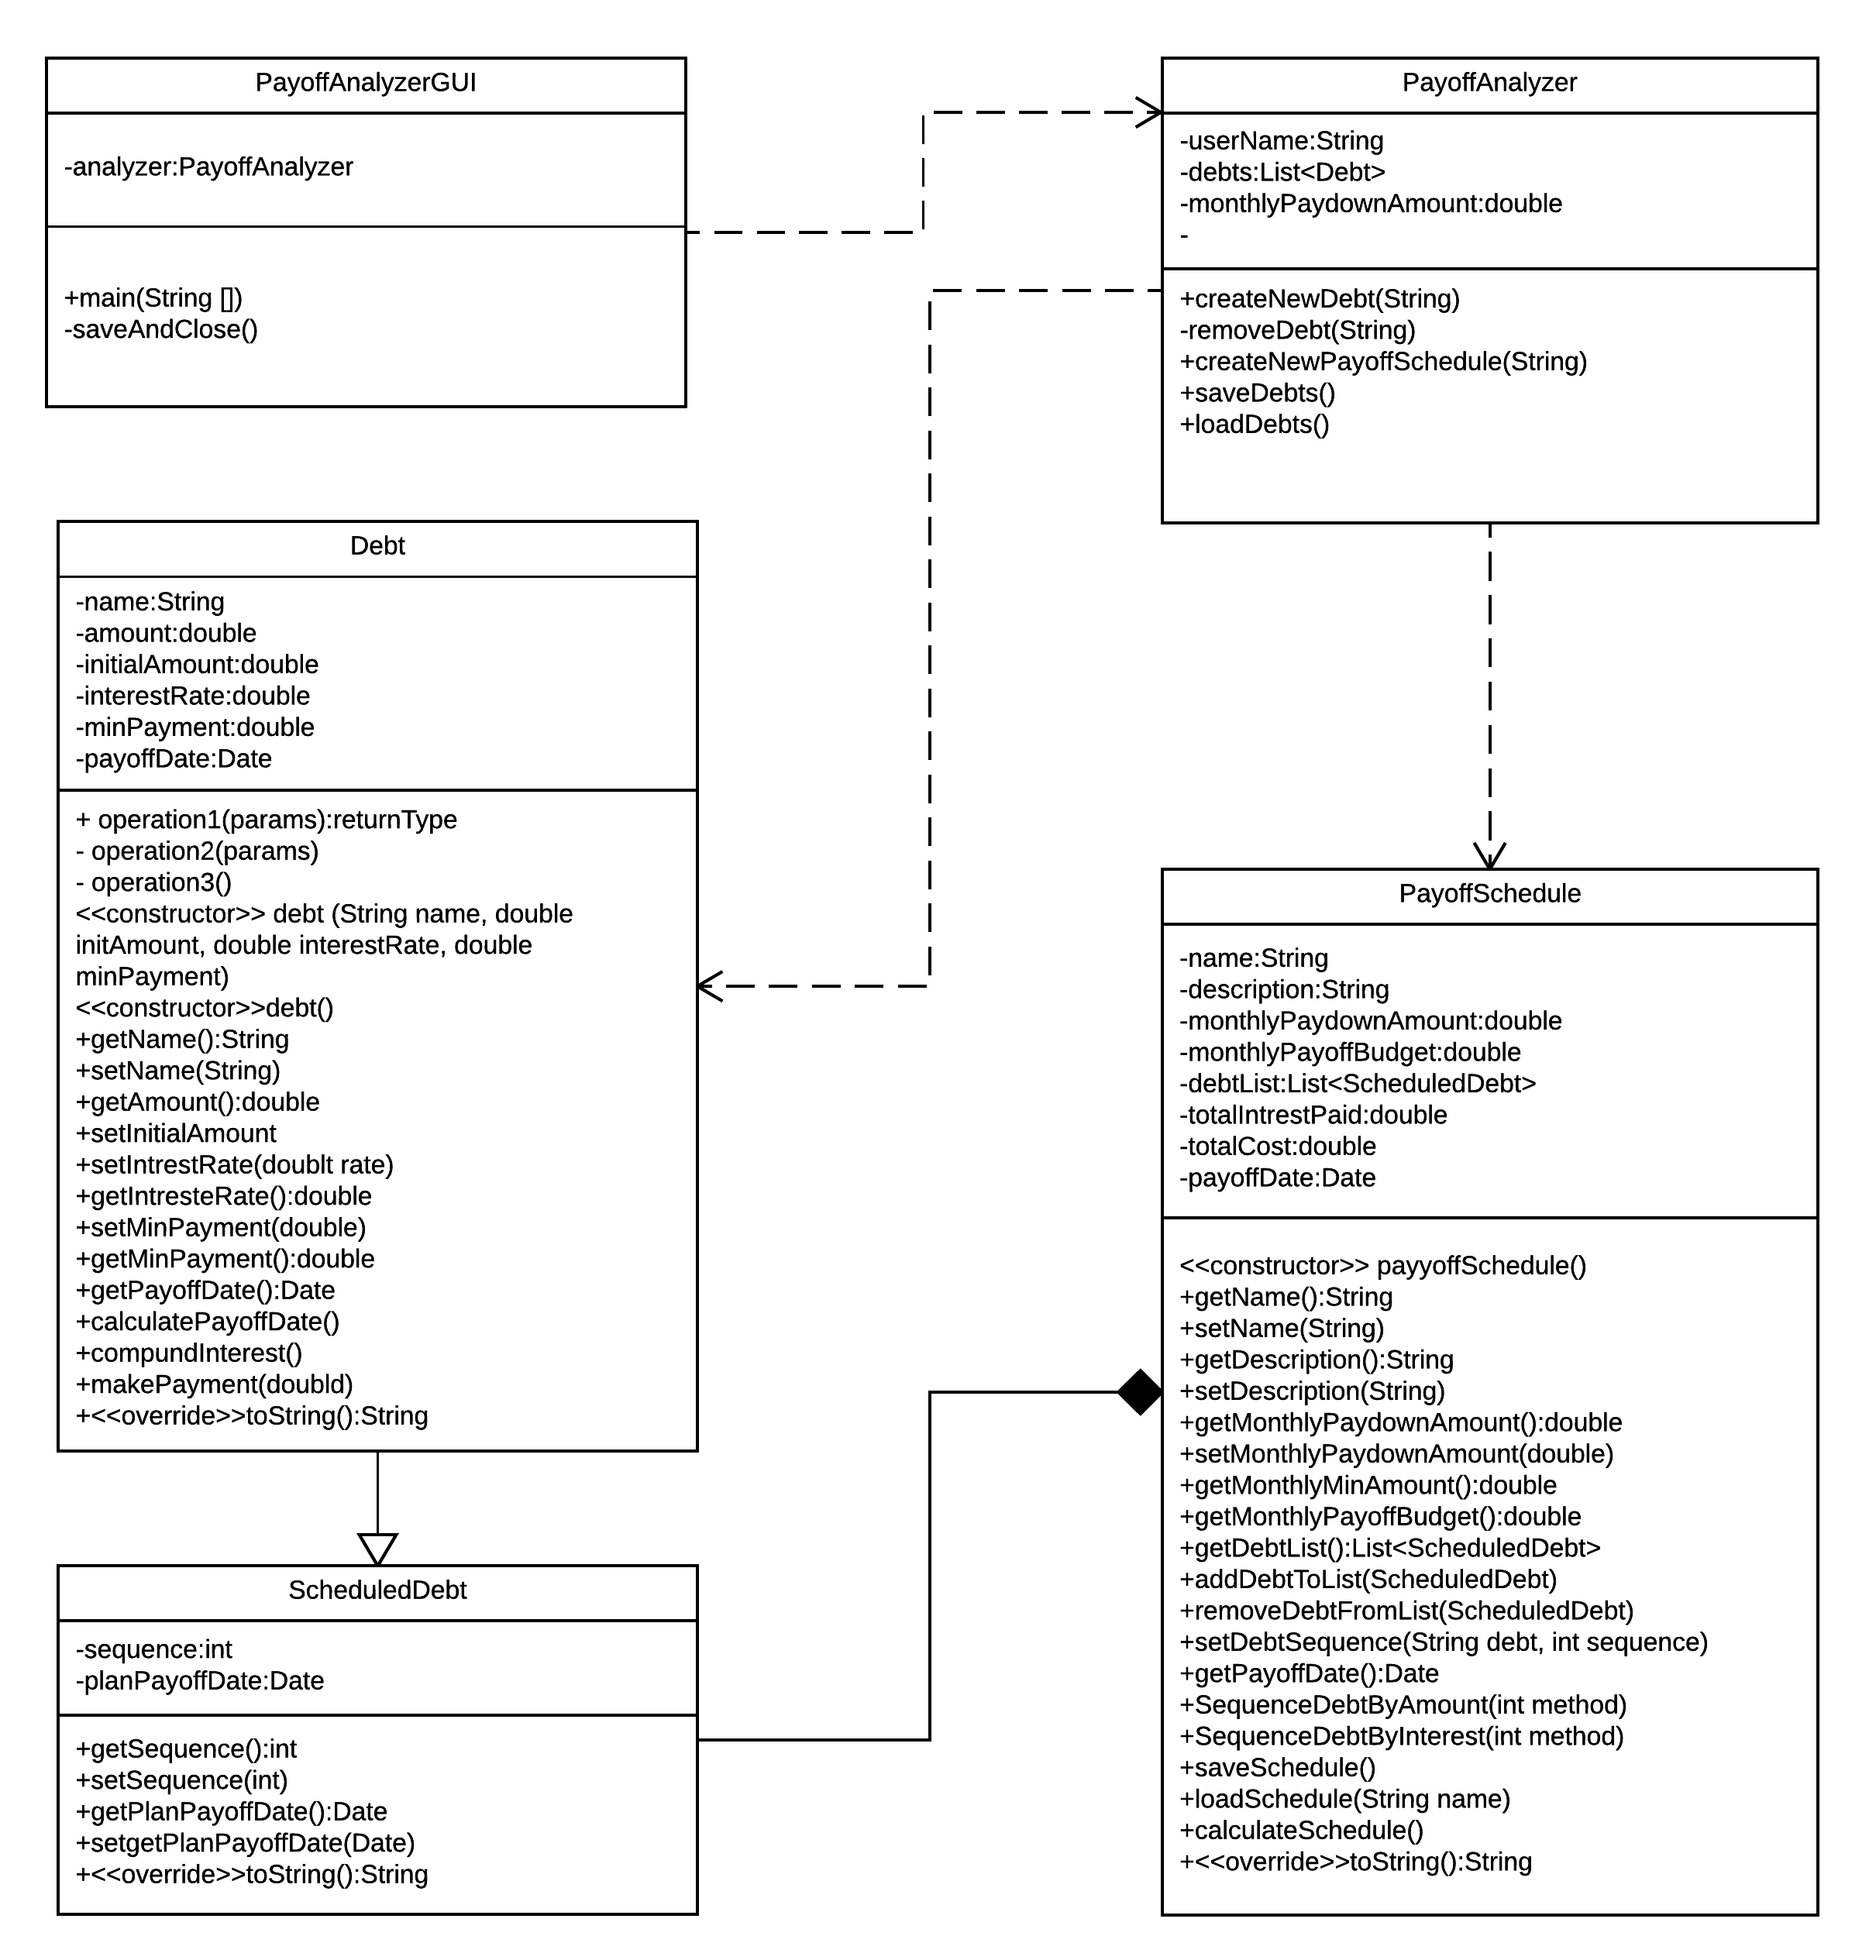 PayoffAnalyzerGUI
-analyzer:PayoffAnalyzer
+main(String [])
-saveAndClose()
PayoffAnalyzer
-userName:String
-debts:List<Debt>
-monthlyPaydownAmount:double
-
+createNewDebt(String)
-removeDebt(String)
+createNewPayoffSchedule(String)
+saveDebts()
+loadDebts()
Debt
-name:String
-amount:double
-initialAmount:double
-interestRate:double
-minPayment:double
-payoffDate:Date
+ operation1(params):returnType
- operation2(params)
- operation3()
<<constructor>> debt (String name, double
initAmount, double interestRate, double
minPayment)
<<constructor>>debt()
+getName():String
+setName(String)
+getAmount():double
+setInitialAmount
+setIntrestRate(doublt rate)
+getIntresteRate():double
+setMinPayment(double)
+getMinPayment():double
+getPayoffDate():Date
+calculatePayoffDate()
+compundInterest()
+makePayment(doubld)
+<<override>>toString():String
PayoffSchedule
-name:String
-description:String
-monthlyPaydownAmount:double
-monthlyPayoffBudget:double
-debtList:List<ScheduledDebt>
-totalIntrestPaid:double
-totalCost:double
-payoffDate:Date
<<constructor>> payyoffSchedule()
+getName():String
+setName(String)
+getDescription():String
+setDescription(String)
+getMonthlyPaydownAmount():double
+setMonthlyPaydownAmount(double)
+getMonthlyMinAmount():double
+getMonthlyPayoffBudget():double
+getDebtList():List<ScheduledDebt>
+addDebtToList(ScheduledDebt)
+removeDebtFromList(ScheduledDebt)
+setDebtSequence(String debt, int sequence)
+getPayoffDate():Date
+SequenceDebtByAmount(int method)
+SequenceDebtByInterest(int method)
+saveSchedule()
+loadSchedule(String name)
+calculateSchedule()
+<<override>>toString():String
ScheduledDebt
-sequence:int
-planPayoffDate:Date
+getSequence():int
+setSequence(int)
+getPlanPayoffDate():Date
+setgetPlanPayoffDate(Date)
+<<override>>toString():String